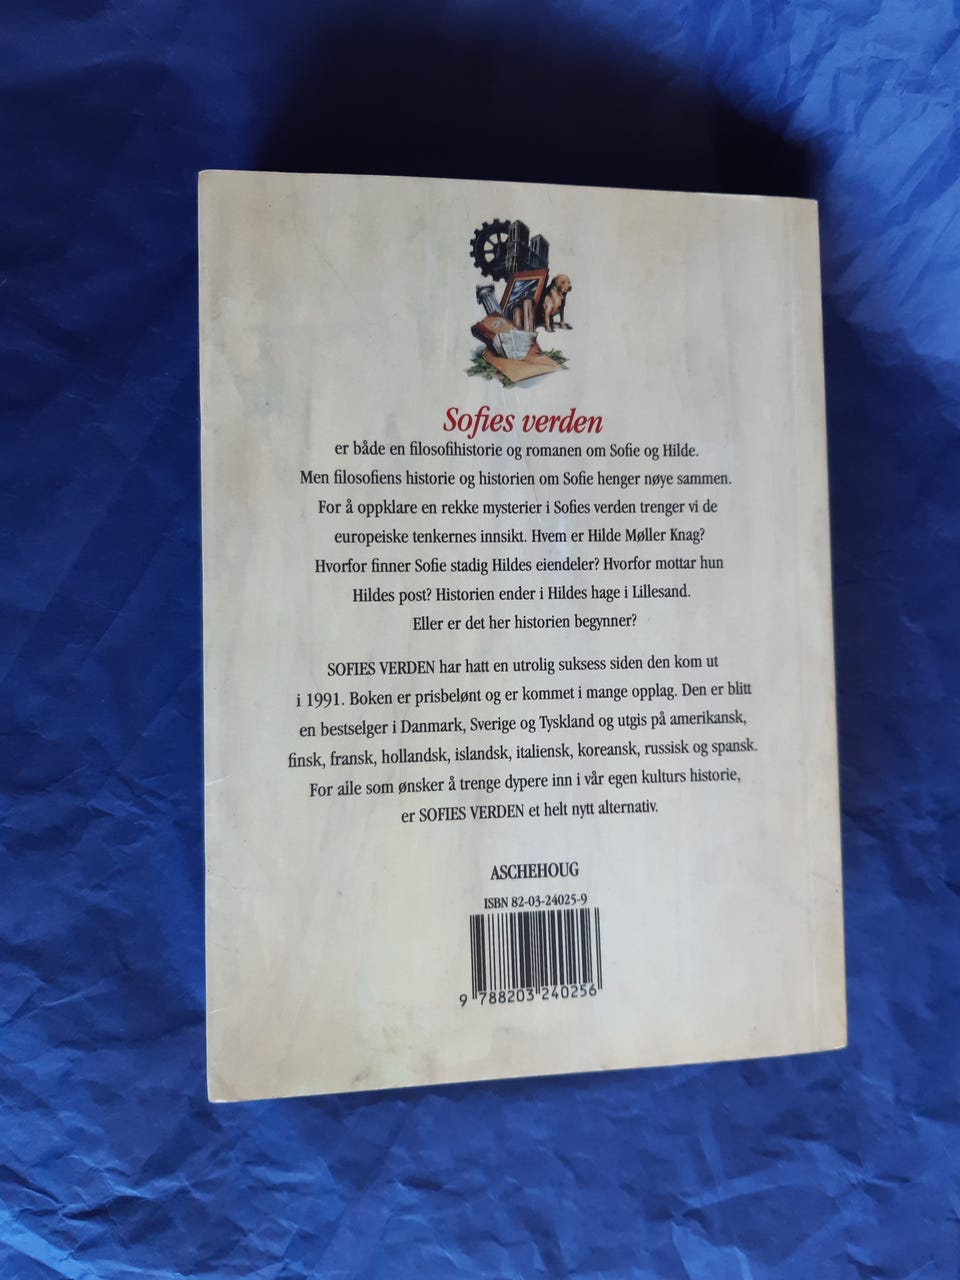 Sofies verden
er både en filosofihistorie og romanen om Sofie og Hilde.
Men filosofiens historie og historien om Sofie henger nøye sammen.
For å oppklare en rekke mysterier i Sofies verden trenger vi de
europeiske tenkernes innsikt. Hvem er Hilde Møller Knag?
Hvorfor finner Sofie stadig Hildes eiendeler? Hvorfor mottar hun
Hildes post? Historien ender i Hildes hage i Lillesand.
Eller er det her historien begynner?
SOFIES VERDEN har hatt en utrolig suksess siden den kom ut
i 1991. Boken er prisbelønt og er kommet i mange opplag. Den er blitt
en bestselger i Danmark, Sverige og Tyskland og utgis på amerikansk,
finsk, fransk, hollandsk, islandsk, italiensk, koreansk, russisk og spansk.
For alle som ønsker å trenge dypere inn i vår egen kulturs historie,
er SOFIES VERDEN et helt nytt alternativ.
ASCHEHOUG
ISBN 82-03-24025-9
9 788203 240256